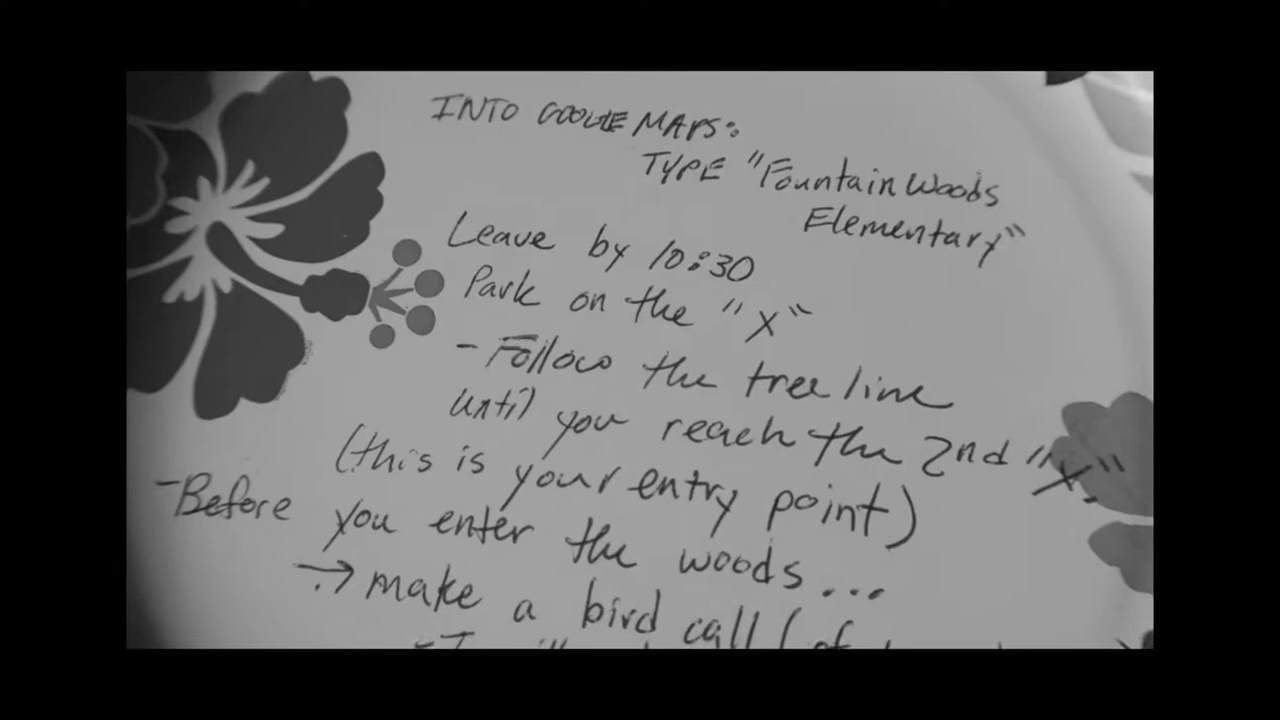 INTO GOOGLE MAPS:
TYPE "Fountain Woods
Elementary"
Leave by 10:30
Park on the "X"
- Follow the tree line
until you reach the 2nd "X."
(this is your entry point)
- Before you enter the woods...
→ make a bird call (of